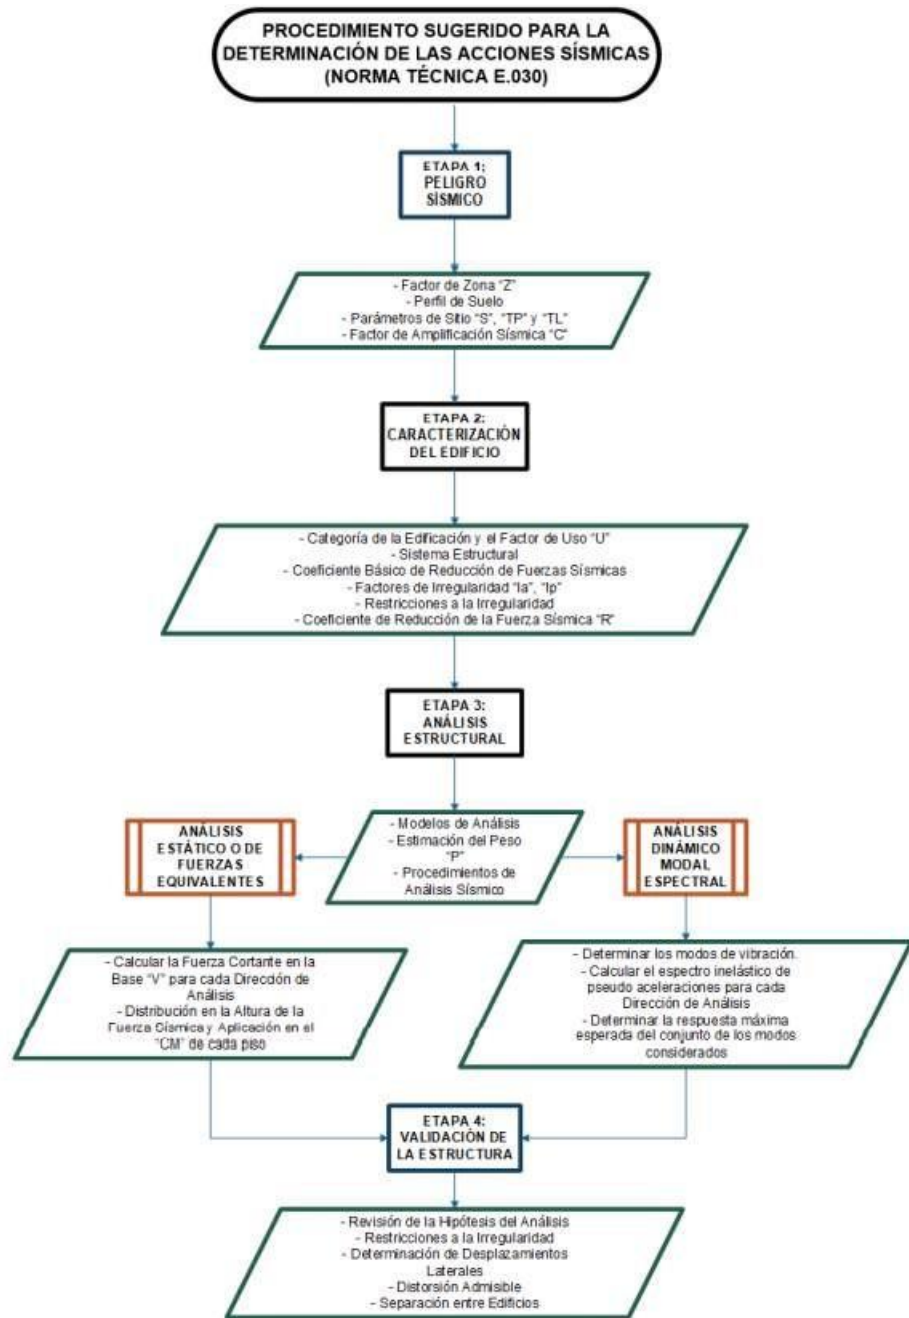 PROCEDIMIENTO SUGERIDO PARA LA
DETERMINACIÓN DE LAS ACCIONES SÍSMICAS
(NORMA TÉCNICA E.030)
ETAPA 1:
PELIGRO
SÍSMICO
- Factor de Zona "Z"
- Perfil de Suelo
- Parámetros de Sitio "S", "TP" y "TL"
- Factor de Amplificación Sísmica "C"
ETAPA 2:
CARACTERIZACIÓN
DEL EDIFICIO
- Categoría de la Edificación y el Factor de Uso "U"
- Sistema Estructural
- Coeficiente Básico de Reducción de Fuerzas Sísmicas
- Factores de Irregularidad "Ia", "Ip"
- Restricciones a la Irregularidad
- Coeficiente de Reducción de la Fuerza Sísmica "R"
ETAPA 3:
ANÁLISIS
ESTRUCTURAL
- Modelos de Análisis
- Estimación del Peso
"P"
- Procedimientos de
Análisis Sísmico
ANÁLISIS
ESTÁTICO O DE
FUERZAS
EQUIVALENTES
ANÁLISIS
DINÁMICO
MODAL
ESPECTRAL
- Calcular la Fuerza Cortante en la
Base "V" para cada Dirección de
Análisis
- Distribución en la Altura de la
Fuerza Sísmica y Aplicación en el
"CM" de cada piso
- Determinar los modos de vibración.
- Calcular el espectro inelástico de
pseudo aceleraciones para cada
Dirección de Análisis
- Determinar la respuesta máxima
esperada del conjunto de los modos
considerados
ETAPA 4:
VALIDACIÓN DE
LA ESTRUCTURA
- Revisión de la Hipótesis del Análisis
- Restricciones a la Irregularidad
- Determinación de Desplazamientos
Laterales
- Distorsión Admisible
- Separación entre Edificios